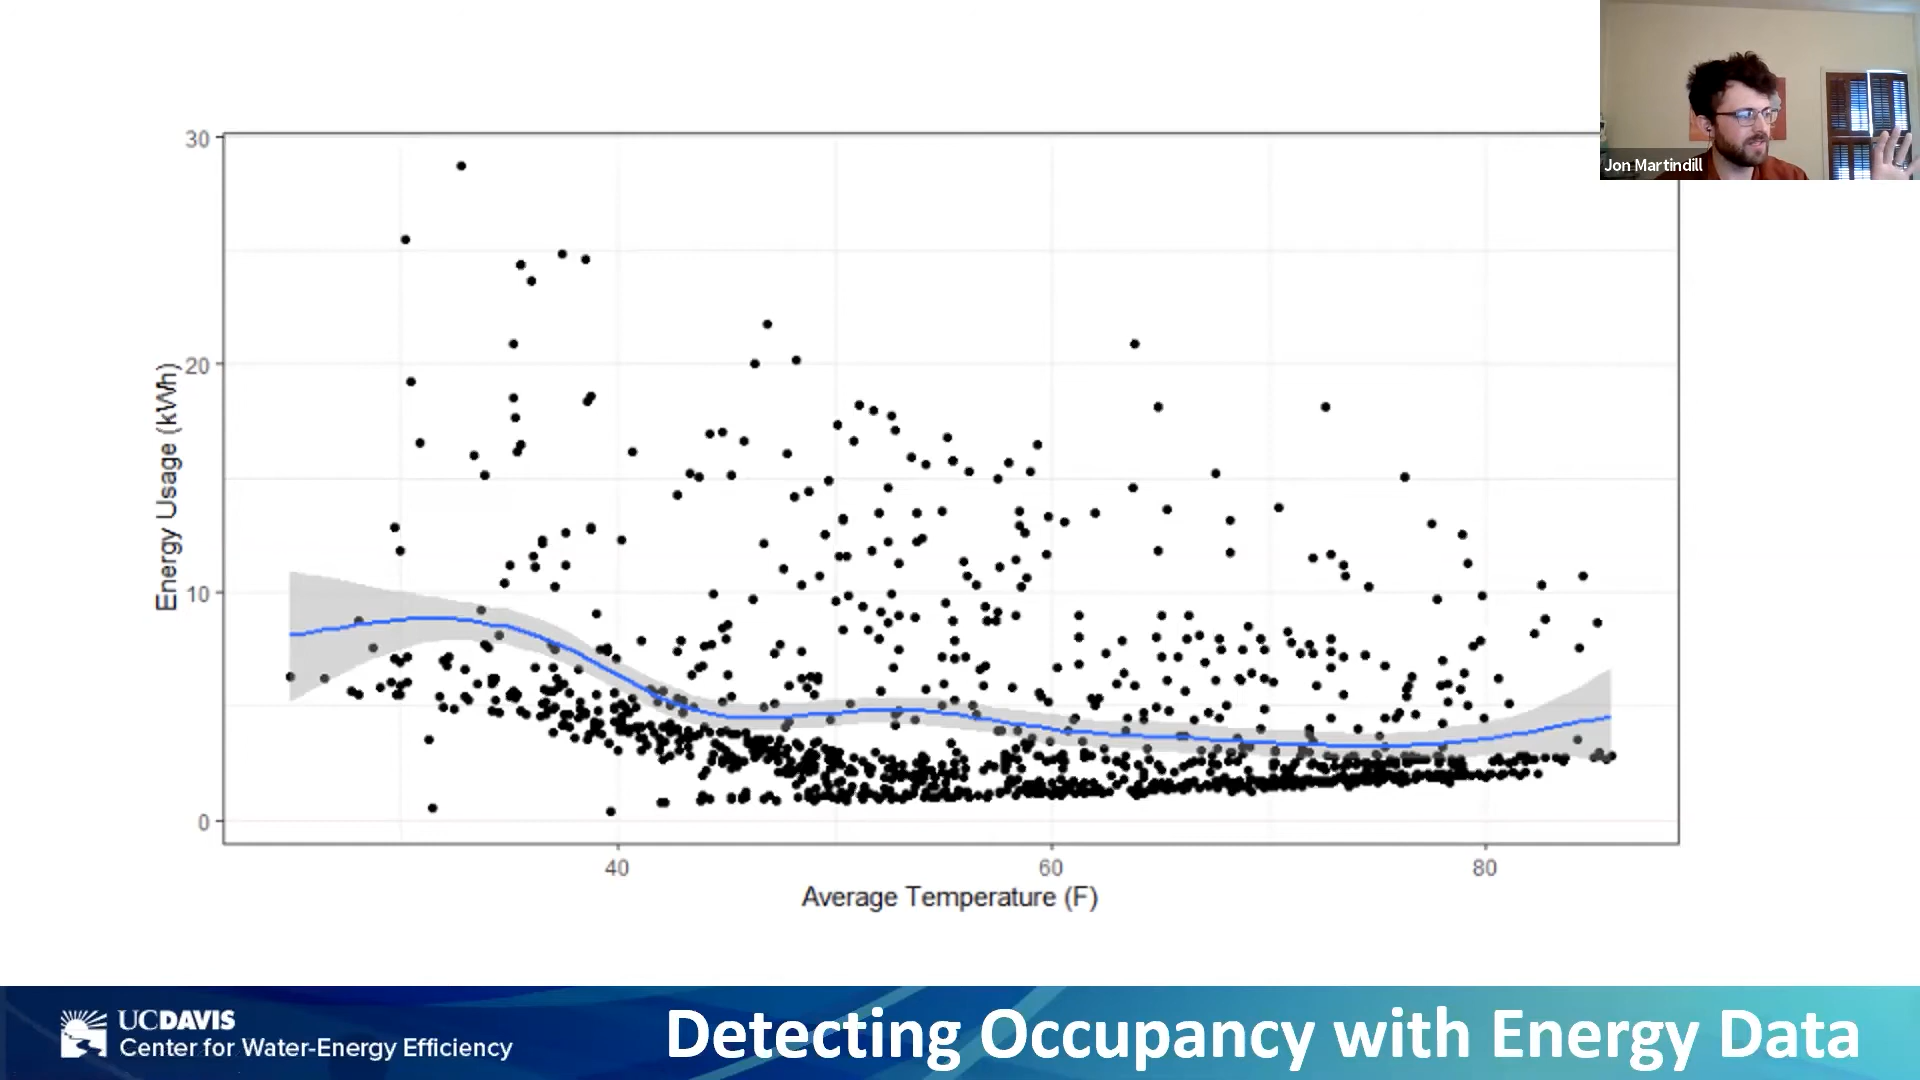 Jon Martindill
30
20
10
0
Energy Usage (kWh)
40
60
80
Average Temperature (F)
UCDAVIS
Center for Water-Energy Efficiency
Detecting Occupancy with Energy Data